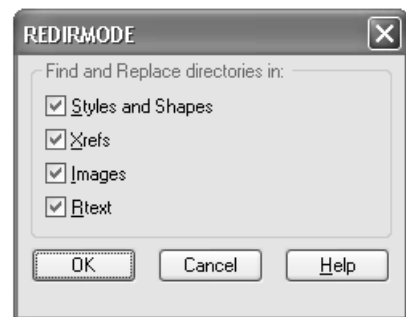 REDIRMODE
Find and Replace directories in:
Styles and Shapes
Xrefs
Images
Rtext
OK Cancel Help